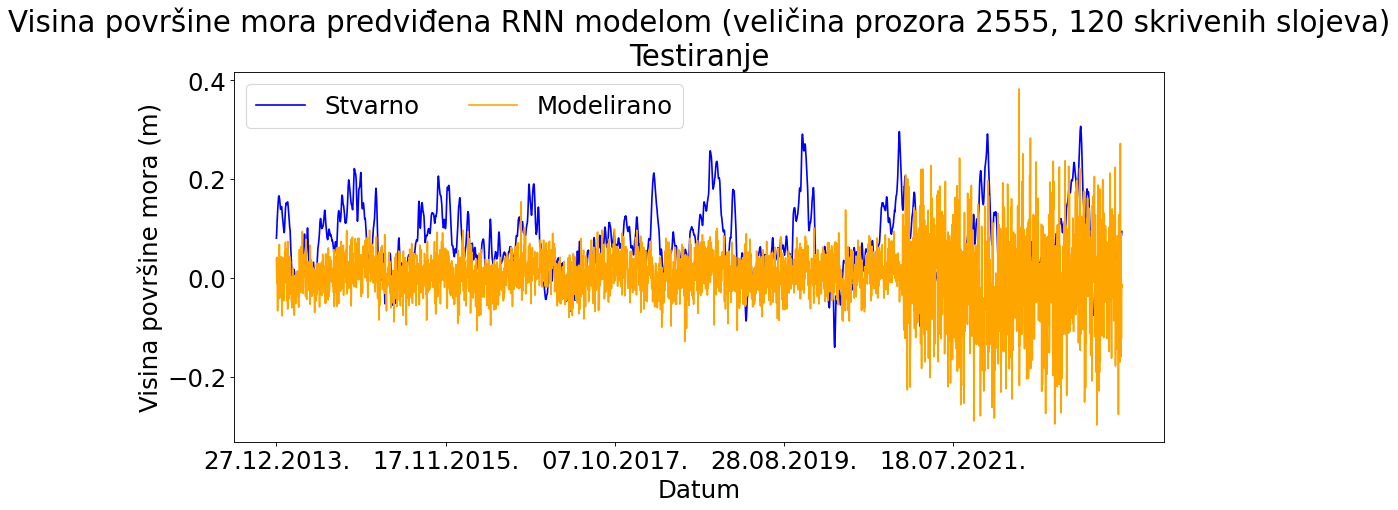 Visina površine mora predviđena RNN modelom (veličina prozora 2555, 120 skrivenih slojeva)
Testiranje
Stvarno
Modelirano
Visina površine mora (m)
0.4
0.2
0.0
−0.2
27.12.2013.
17.11.2015.
07.10.2017.
28.08.2019.
18.07.2021.
Datum